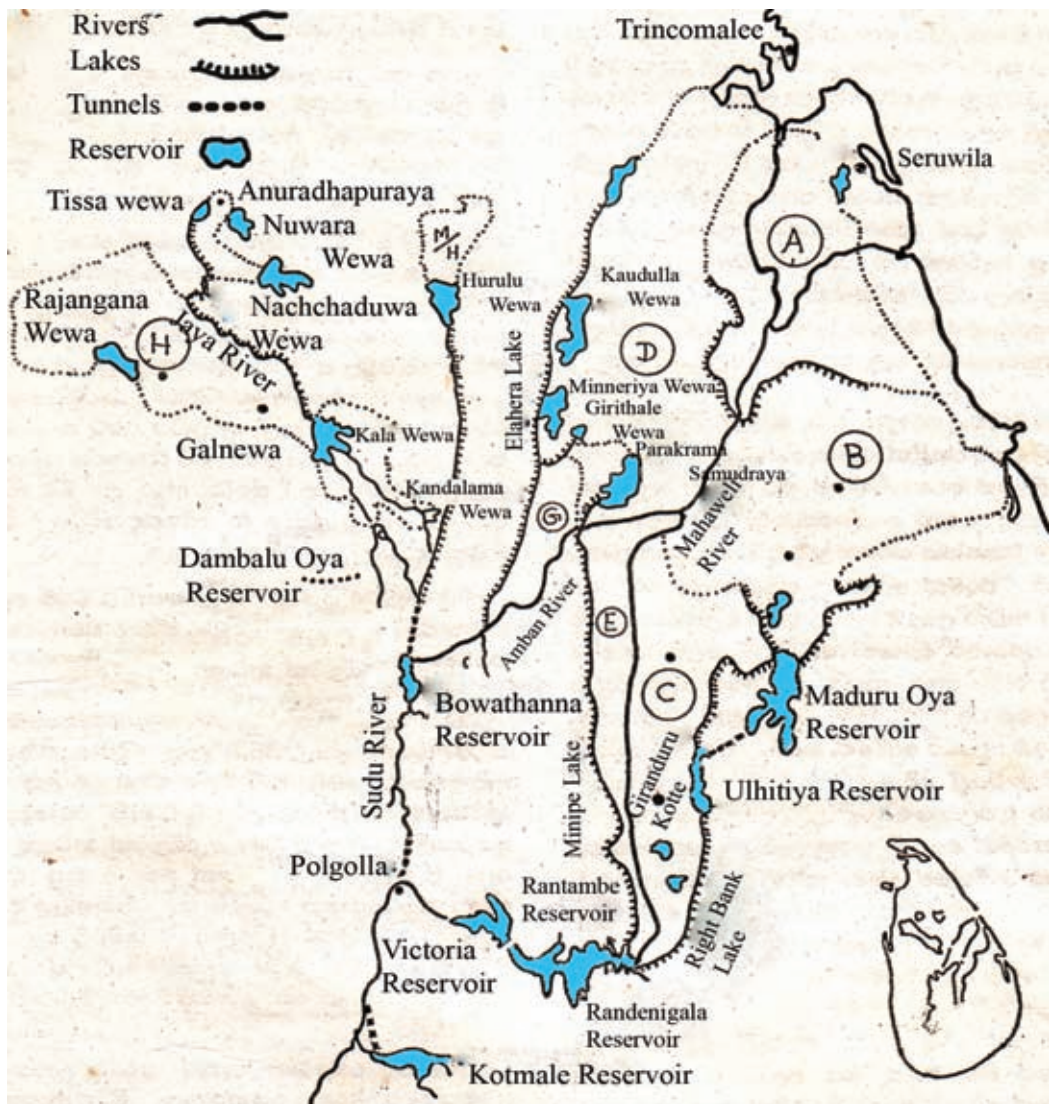 Rivers
Lakes
Tunnels
Reservoir
Trincomalee
Seruwila
Tissa wewa
Anuradhapuraya
Nuwara
Wewa
Nachchaduwa
Wewa
M/H
Hurulu
Wewa
Kaudulla
Wewa
A
Rajangana
Wewa
H
Jaya River
Elahera Lake
D
Minneriya Wewa
Girithale
Wewa
Galnewa
Kala Wewa
Parakrama
Samudraya
B
Kandalama
Wewa
G
Mahaweli
River
Dambalu Oya
Reservoir
Amban River
E
C
Bowathanna
Reservoir
Maduru Oya
Reservoir
Sudu River
Minipe Lake
Giranduru
Kotte
Ulhitiya Reservoir
Polgolla
Rantambe
Reservoir
Right Bank
Lake
Victoria
Reservoir
Randenigala
Reservoir
Kotmale Reservoir